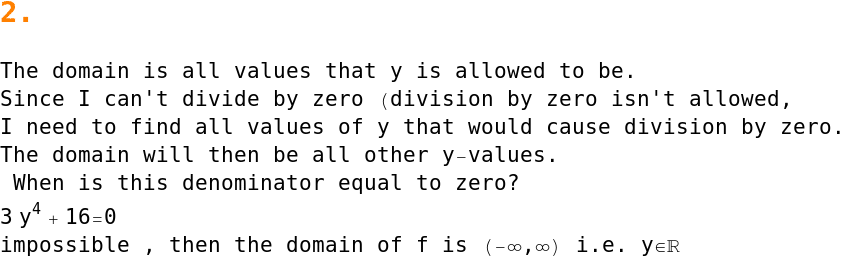 2.
The domain is all values that y is allowed to be.
Since I can't divide by zero (division by zero isn't allowed,
I need to find all values of y that would cause division by zero.
The domain will then be all other y-values.
When is this denominator equal to zero?
3 y⁴ + 16=0
impossible , then the domain of f is (-∞,∞) i.e. y∈ℝ